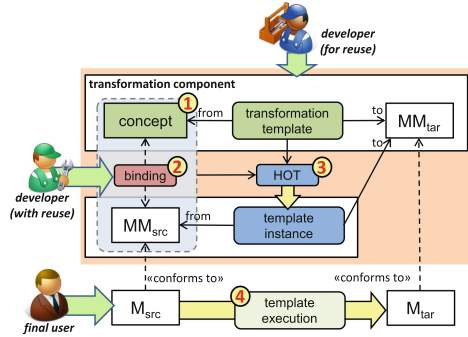 developer
(for reuse)
transformation component
1
concept
from
transformation
template
to
MMtar
to
developer
(with reuse)
binding
2
HOT
3
MMsrc
from
template
instance
«conforms to»
«conforms to»
final user
Msrc
4
template
execution
Mtar